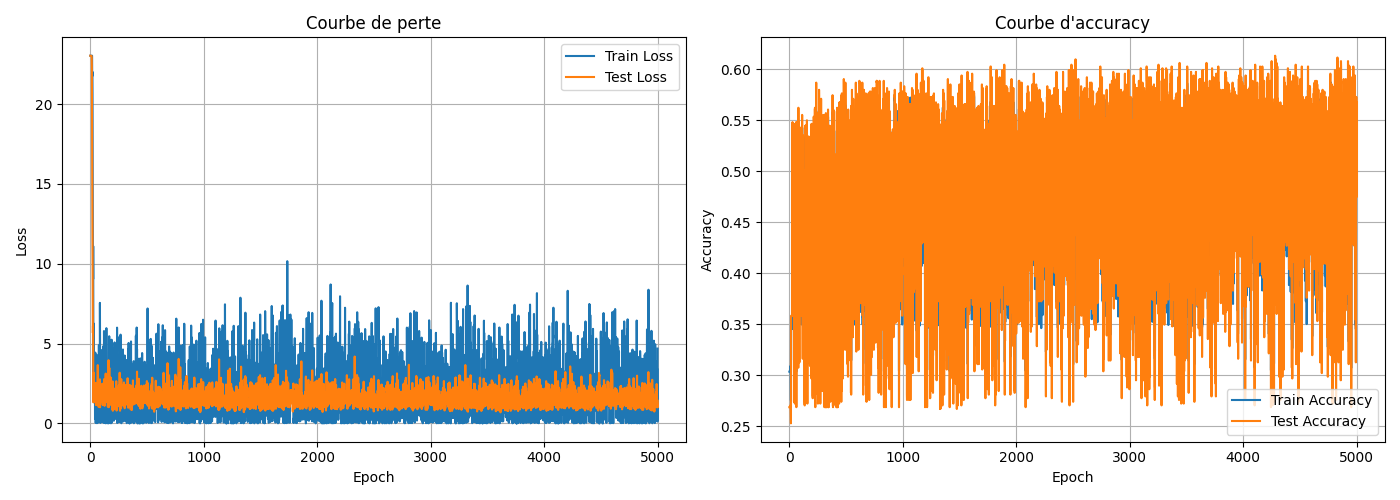 Courbe de perte
Train Loss
Test Loss
20
15
10
5
0
Loss
0 1000 2000 3000 4000 5000
Epoch
Courbe d'accuracy
0.60
0.55
0.50
0.45
0.40
0.35
0.30
0.25
Accuracy
Train Accuracy
Test Accuracy
0 1000 2000 3000 4000 5000
Epoch